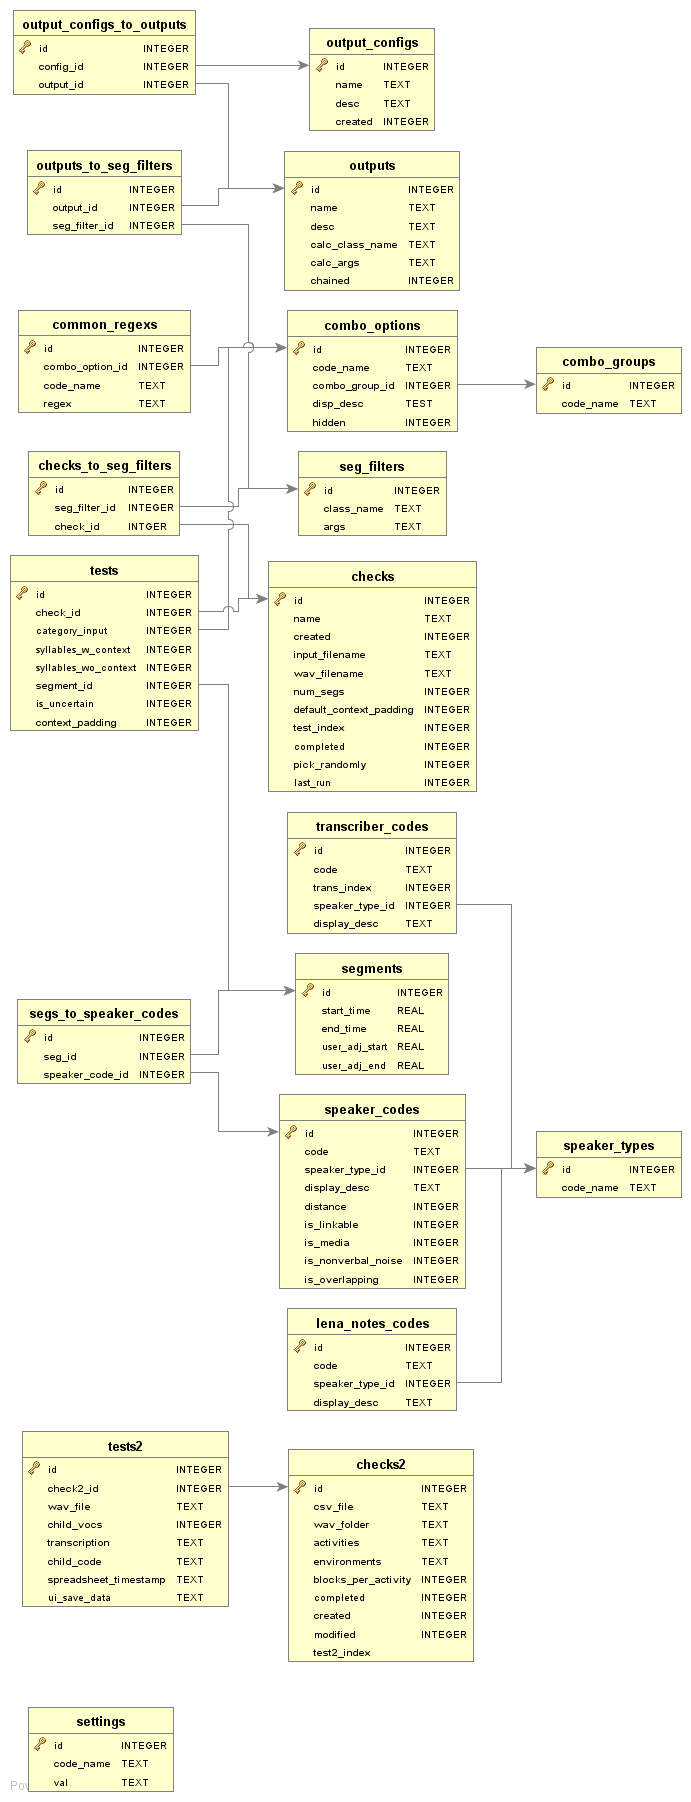 output_configs_to_outputs
id INTEGER
config_id INTEGER
output_id INTEGER
output_configs
id INTEGER
name TEXT
desc TEXT
created INTEGER
outputs_to_seg_filters
id INTEGER
output_id INTEGER
seg_filter_id INTEGER
outputs
id INTEGER
name TEXT
desc TEXT
calc_class_name TEXT
calc_args TEXT
chained INTEGER
common_regexs
id INTEGER
combo_option_id INTEGER
code_name TEXT
regex TEXT
combo_options
id INTEGER
code_name TEXT
combo_group_id INTEGER
disp_desc TEST
hidden INTEGER
combo_groups
id INTEGER
code_name TEXT
checks_to_seg_filters
id INTEGER
seg_filter_id INTEGER
check_id INTGER
seg_filters
id INTEGER
class_name TEXT
args TEXT
tests
id INTEGER
check_id INTEGER
category_input INTEGER
syllables_w_context INTEGER
syllables_wo_context INTEGER
segment_id INTEGER
is_uncertain INTEGER
context_padding INTEGER
checks
id INTEGER
name TEXT
created INTEGER
input_filename TEXT
wav_filename TEXT
num_segs INTEGER
default_context_padding INTEGER
test_index INTEGER
completed INTEGER
pick_randomly INTEGER
last_run INTEGER
transcriber_codes
id INTEGER
code TEXT
trans_index INTEGER
speaker_type_id INTEGER
display_desc TEXT
segments
id INTEGER
start_time REAL
end_time REAL
user_adj_start REAL
user_adj_end REAL
segs_to_speaker_codes
id INTEGER
seg_id INTEGER
speaker_code_id INTEGER
speaker_codes
id INTEGER
code TEXT
speaker_type_id INTEGER
display_desc TEXT
distance INTEGER
is_linkable INTEGER
is_media INTEGER
is_nonverbal_noise INTEGER
is_overlapping INTEGER
speaker_types
id INTEGER
code_name TEXT
lena_notes_codes
id INTEGER
code TEXT
speaker_type_id INTEGER
display_desc TEXT
tests2
id INTEGER
check2_id INTEGER
wav_file TEXT
child_vocs INTEGER
transcription TEXT
child_code TEXT
spreadsheet_timestamp TEXT
ui_save_data TEXT
checks2
id INTEGER
csv_file TEXT
wav_folder TEXT
activities TEXT
environments TEXT
blocks_per_activity INTEGER
completed INTEGER
created INTEGER
modified INTEGER
test2_index
settings
id INTEGER
code_name TEXT
val TEXT